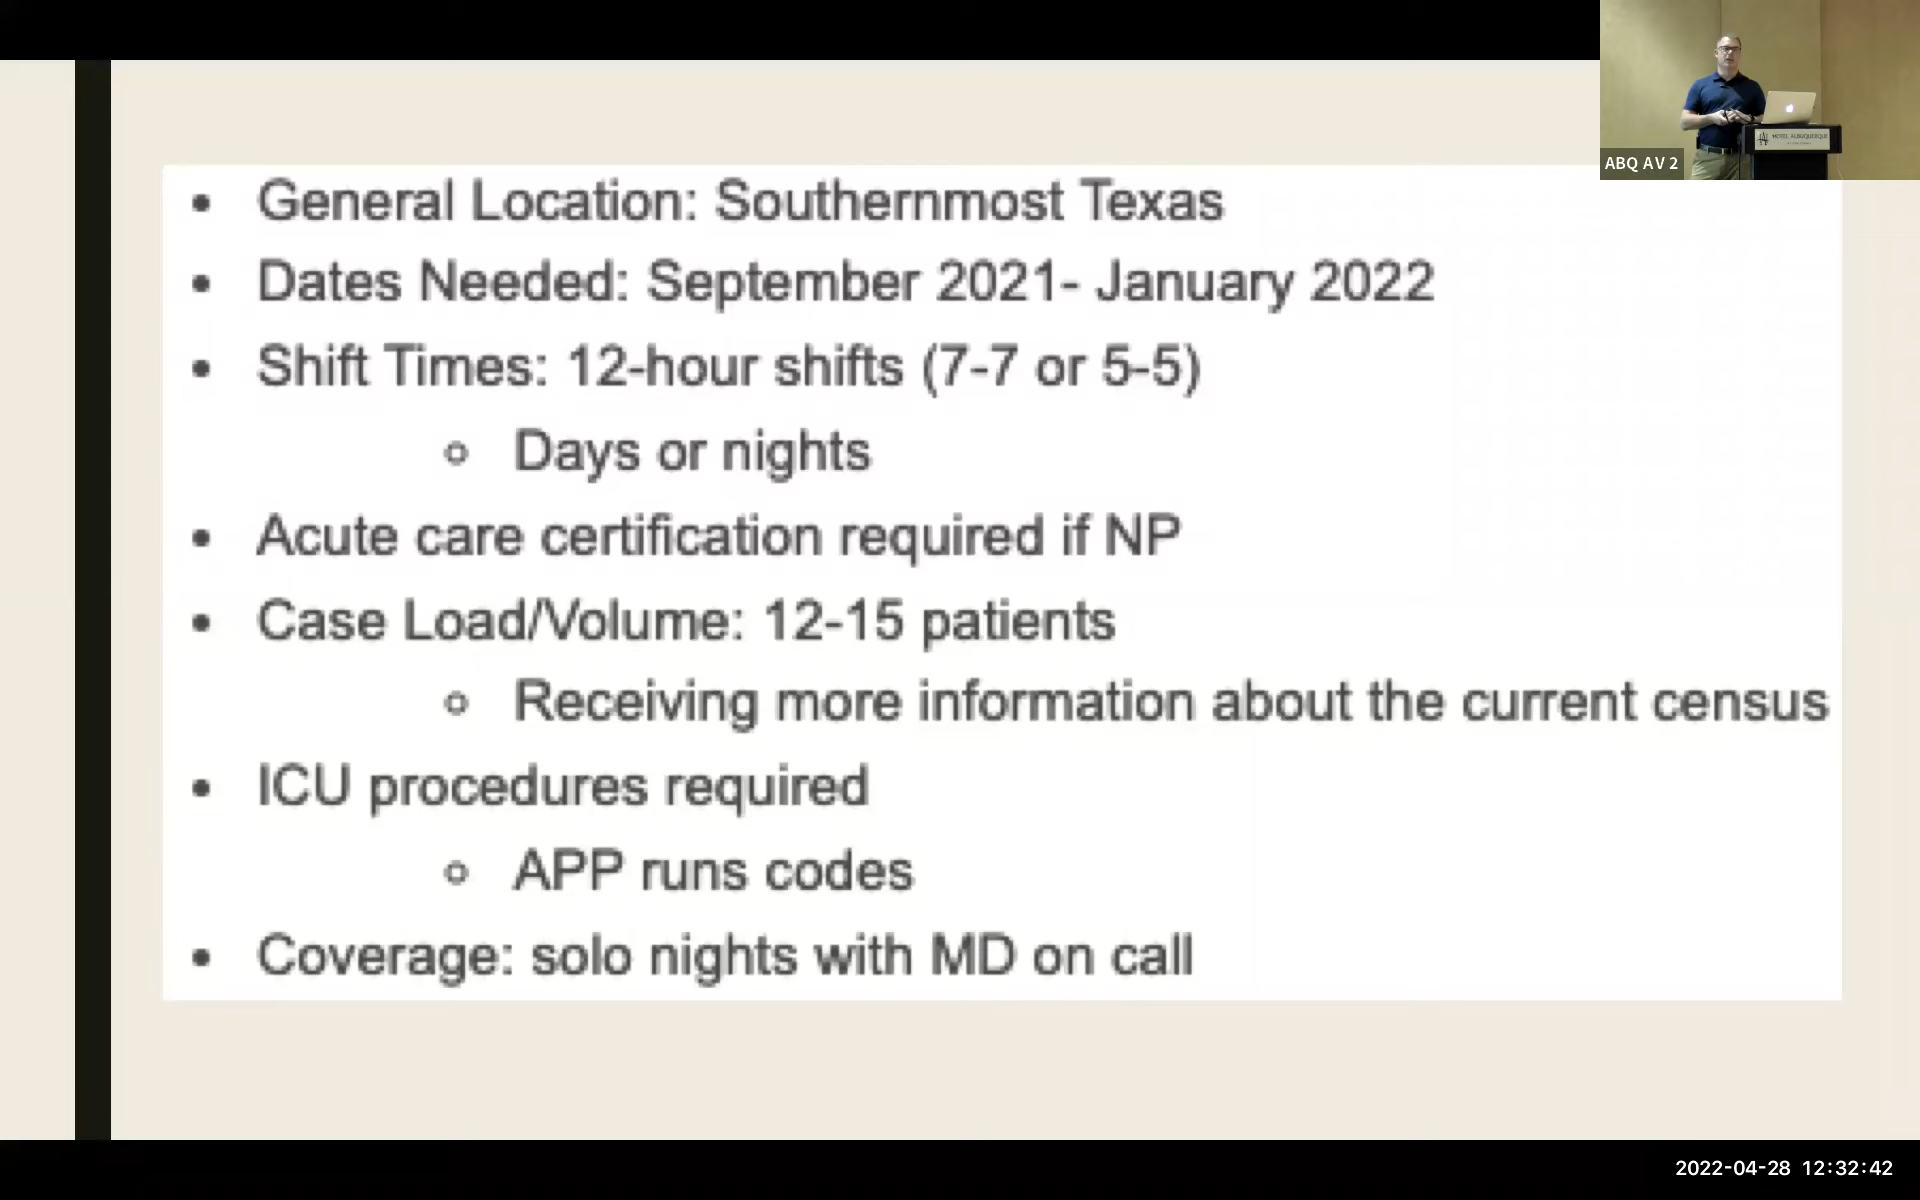 ABQ AV 2
HOTEL ALBUQUERQUE
• General Location: Southernmost Texas
• Dates Needed: September 2021- January 2022
• Shift Times: 12-hour shifts (7-7 or 5-5)
o Days or nights
• Acute care certification required if NP
• Case Load/Volume: 12-15 patients
o Receiving more information about the current census
• ICU procedures required
o APP runs codes
• Coverage: solo nights with MD on call
2022-04-28 12:32:42